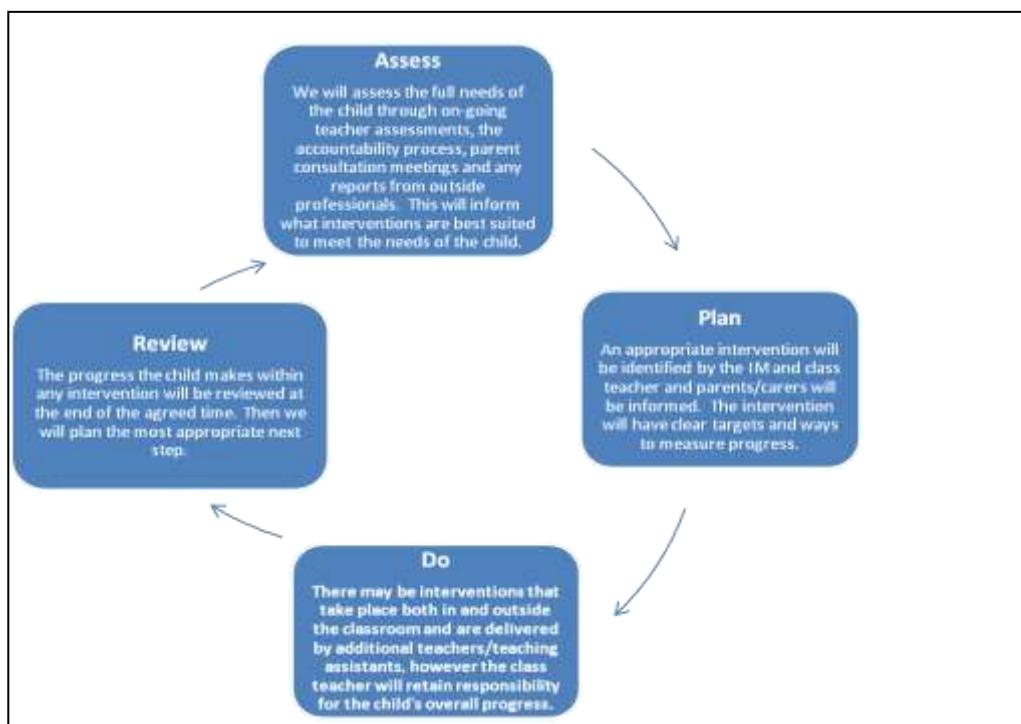 Assess
We will assess the full needs of
the child through on-going
teacher assessments, the
accountability process, parent
consultation meetings and any
reports from outside
professionals.  This will inform
what interventions are best suited
to meet the needs of the child.
Plan
An appropriate intervention will
be identified by the IM and class
teacher and parents/carers will
be informed.  The intervention
will have clear targets and ways
to measure progress.
Do
There may be interventions that
take place both in and outside
the classroom and are delivered
by additional teachers/teaching
assistants, however the class
teacher will retain responsibility
for the child's overall progress.
Review
The progress the child makes within
any intervention will be reviewed at
the end of the agreed time. Then we
will plan the most appropriate next
step.